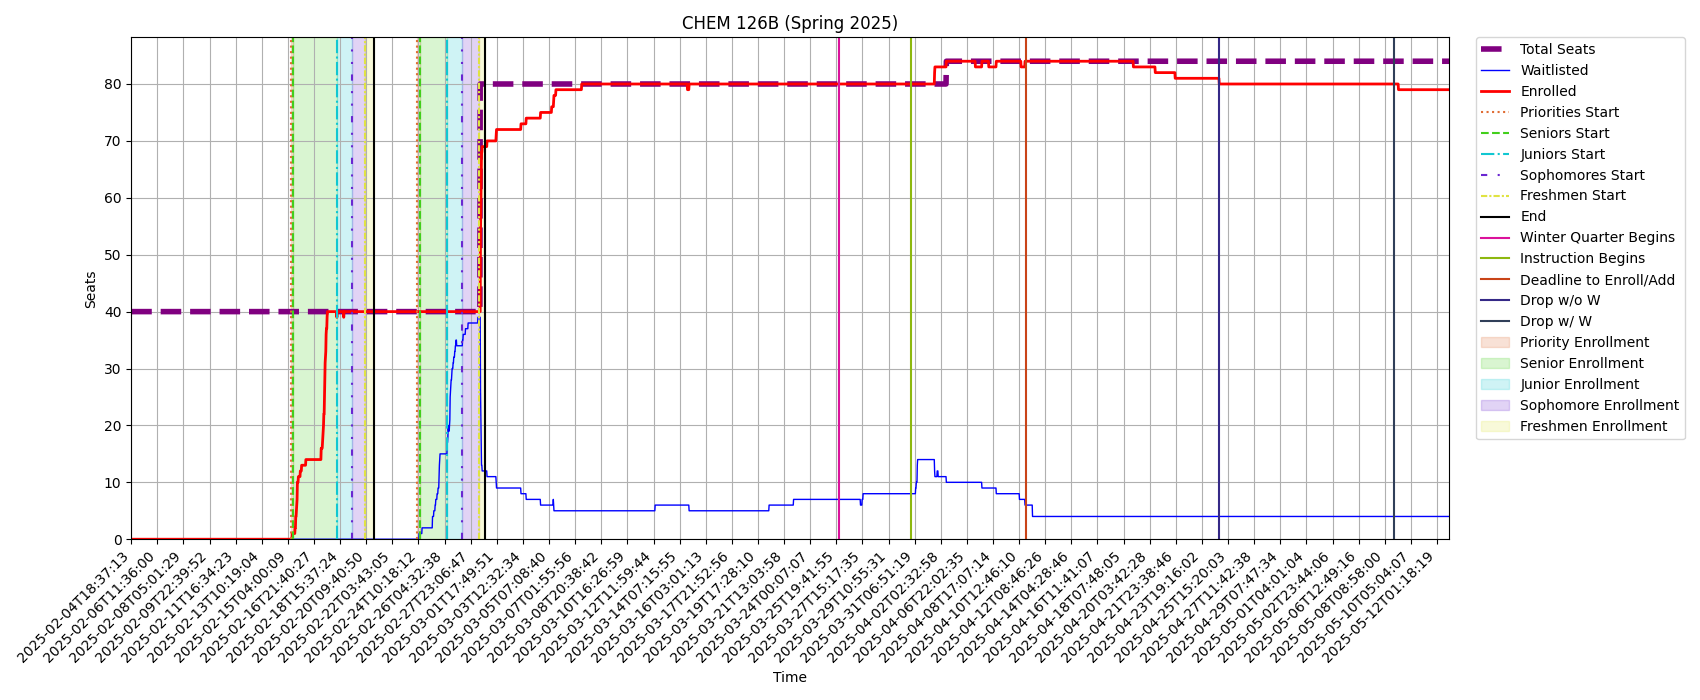 CHEM 126B (Spring 2025)
Seats
80
70
60
50
40
30
20
10
0
2025-02-04T18:37:13
2025-02-06T11:36:00
2025-02-08T05:01:29
2025-02-09T22:39:52
2025-02-11T16:34:23
2025-02-13T10:19:04
2025-02-15T04:00:09
2025-02-16T21:40:27
2025-02-18T15:37:24
2025-02-20T09:40:50
2025-02-22T03:43:05
2025-02-24T10:18:12
2025-02-26T04:32:38
2025-02-27T23:06:47
2025-03-01T17:49:51
2025-03-03T12:32:34
2025-03-05T07:08:40
2025-03-07T01:55:56
2025-03-08T20:38:42
2025-03-10T16:26:59
2025-03-12T11:59:44
2025-03-14T07:15:55
2025-03-16T03:01:13
2025-03-17T21:52:56
2025-03-19T17:28:10
2025-03-21T13:03:58
2025-03-24T00:07:07
2025-03-25T19:41:55
2025-03-27T15:17:35
2025-03-29T10:55:31
2025-03-31T06:51:19
2025-04-02T02:32:58
2025-04-06T22:02:35
2025-04-08T17:07:14
2025-04-10T12:46:10
2025-04-12T08:46:26
2025-04-14T04:28:46
2025-04-16T11:41:07
2025-04-18T07:48:05
2025-04-20T03:42:28
2025-04-21T23:38:46
2025-04-23T19:16:02
2025-04-25T15:20:03
2025-04-27T11:42:38
2025-04-29T07:47:34
2025-05-01T04:01:04
2025-05-02T23:44:06
2025-05-06T12:49:16
2025-05-08T08:58:00
2025-05-10T05:04:07
2025-05-12T01:18:19
Time
Total Seats
Waitlisted
Enrolled
Priorities Start
Seniors Start
Juniors Start
Sophomores Start
Freshmen Start
End
Winter Quarter Begins
Instruction Begins
Deadline to Enroll/Add
Drop w/o W
Drop w/ W
Priority Enrollment
Senior Enrollment
Junior Enrollment
Sophomore Enrollment
Freshmen Enrollment